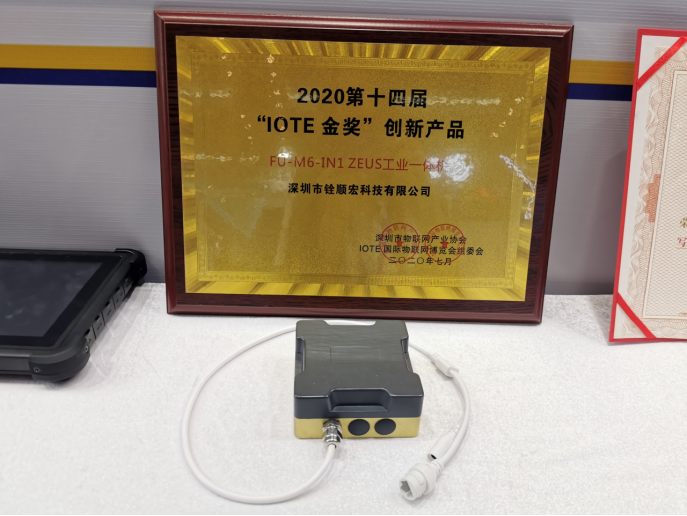 2020第十四届
“IOTE 金奖”创新产品
FU-M6-IN1 ZEUS工业一体机
深圳市铨顺宏科技有限公司
深圳市物联网产业协会
IOTE 国际物联网博览会组委会
二〇二〇年七月